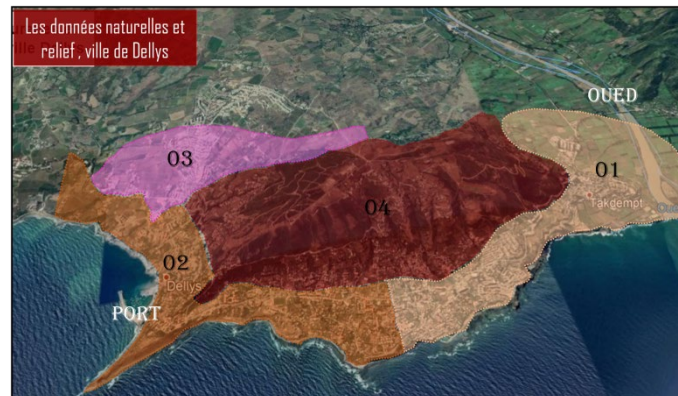 Les données naturelles et
relief , ville de Dellys
OUED
03
01
Takdempt
04
02
Dellys
PORT